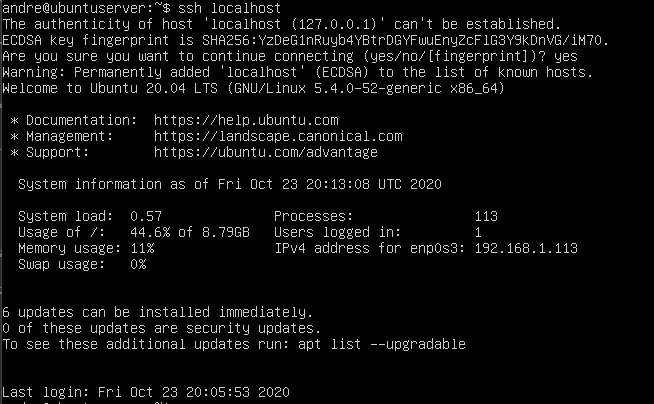 andre@ubuntuserver:~$ ssh localhost
The authenticity of host 'localhost (127.0.0.1)' can't be established.
ECDSA key fingerprint is SHA256:YzDeG1nRuyb4YBtrDGYFwuEnyZcFlG3Y9kDnVG/iM70.
Are you sure you want to continue connecting (yes/no/[fingerprint])? yes
Warning: Permanently added 'localhost' (ECDSA) to the list of known hosts.
Welcome to Ubuntu 20.04 LTS (GNU/Linux 5.4.0-52-generic x86_64)
* Documentation: https://help.ubuntu.com
* Management: https://landscape.canonical.com
* Support: https://ubuntu.com/advantage
System information as of Fri Oct 23 20:13:08 UTC 2020
System load: 0.57 Processes: 113
Usage of /: 44.6% of 8.79GB Users logged in: 1
Memory usage: 11% IPv4 address for enp0s3: 192.168.1.113
Swap usage: 0%
6 updates can be installed immediately.
0 of these updates are security updates.
To see these additional updates run: apt list --upgradable
Last login: Fri Oct 23 20:05:53 2020